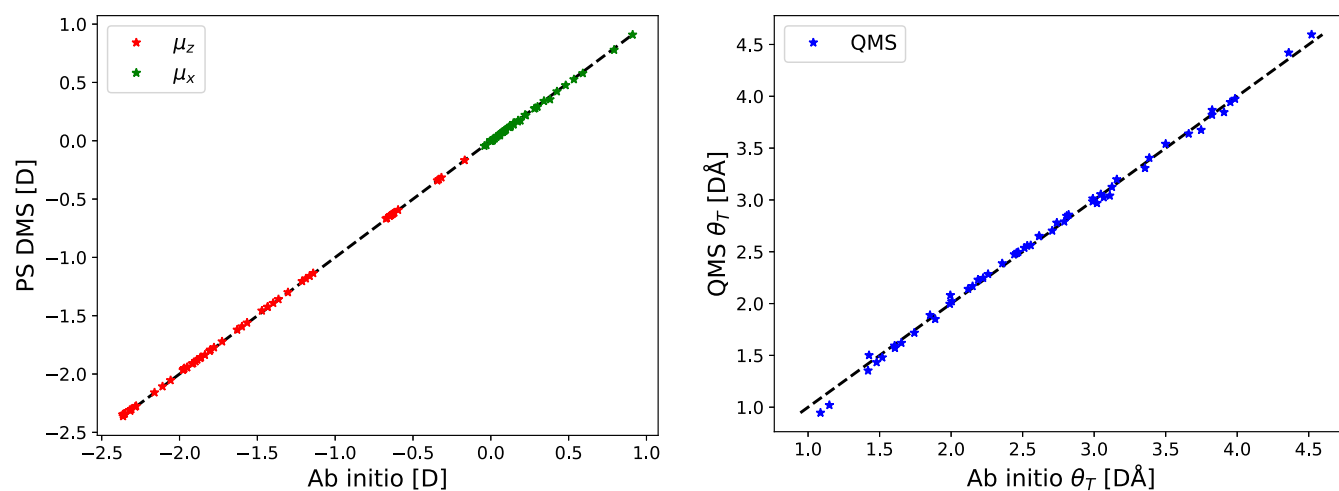 μz
μx
1.0
0.5
0.0
−0.5
−1.0
−1.5
−2.0
−2.5
PS DMS [D]
−2.5 −2.0 −1.5 −1.0 −0.5 0.0 0.5 1.0
Ab initio [D]
QMS
4.5
4.0
3.5
3.0
2.5
2.0
1.5
1.0
QMS θT [DÅ]
1.0 1.5 2.0 2.5 3.0 3.5 4.0 4.5
Ab initio θT [DÅ]